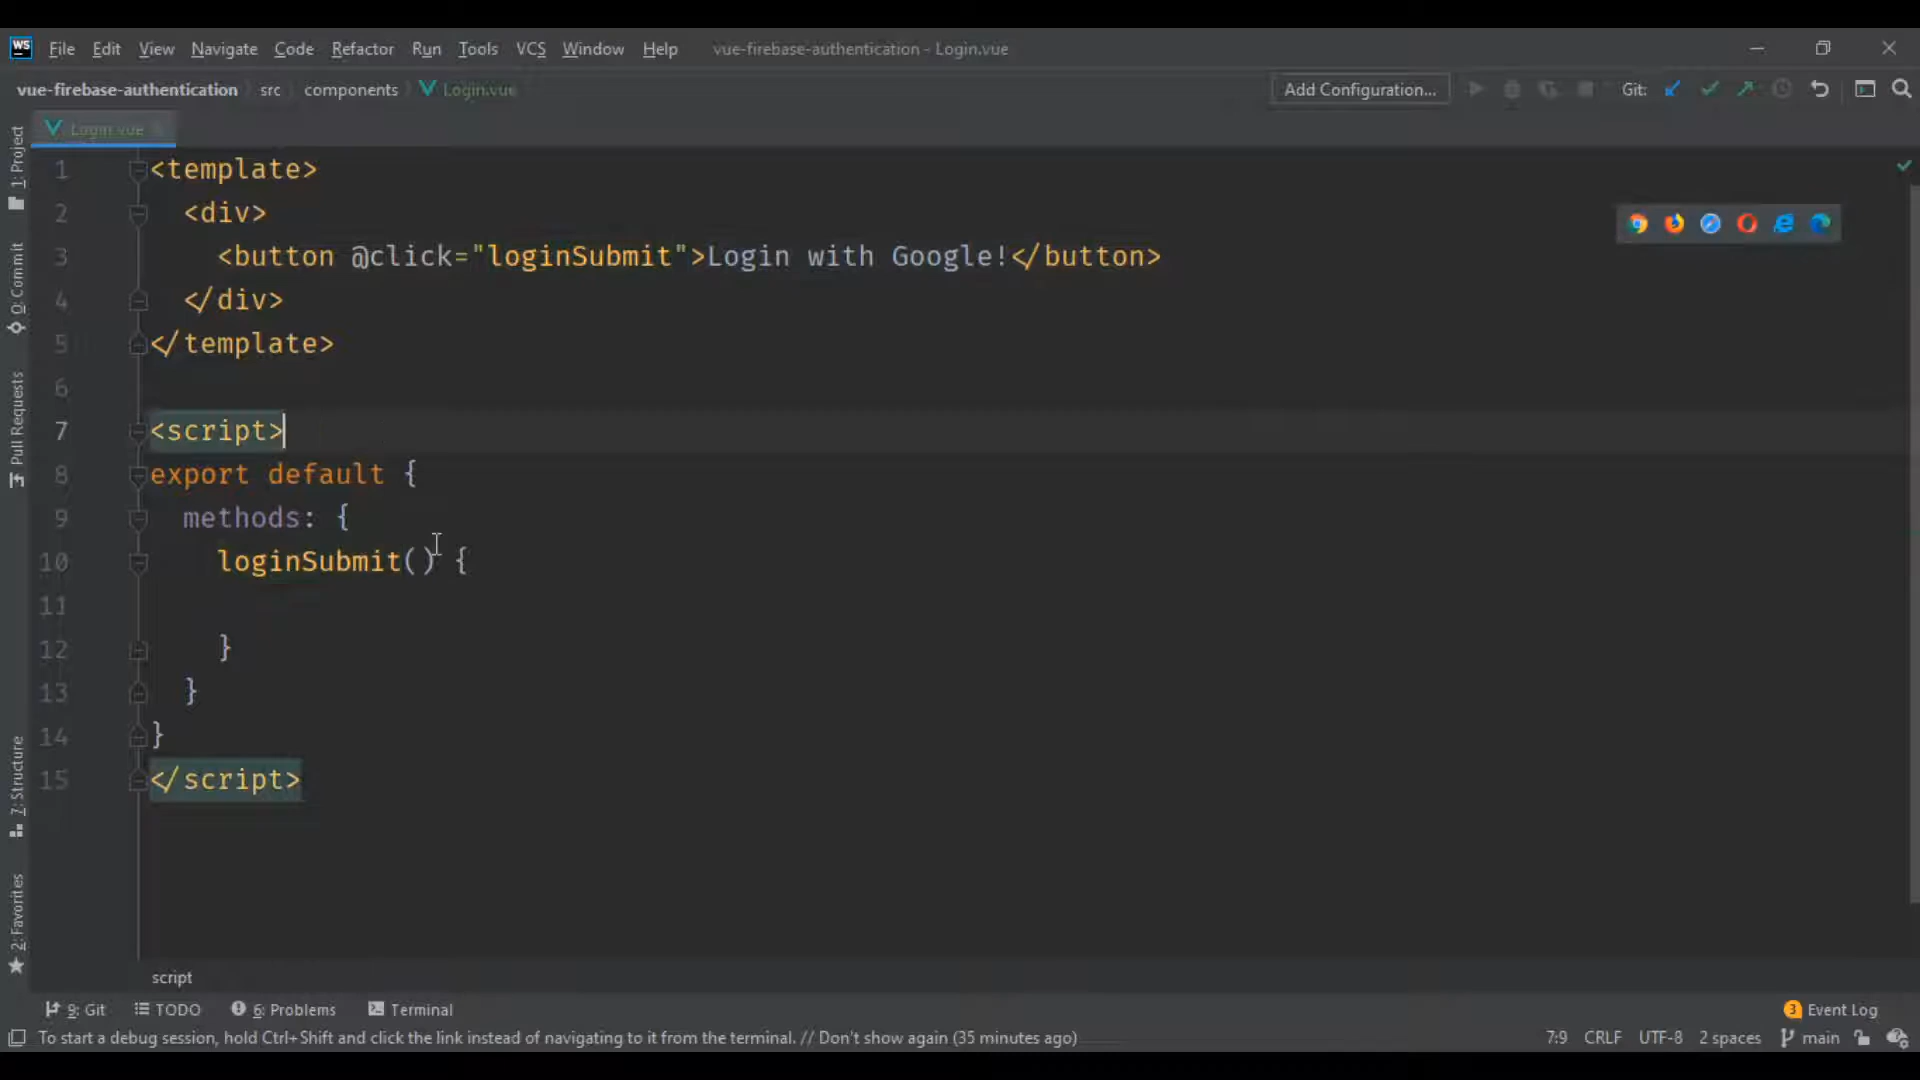 WS File Edit View Navigate Code Refactor Run Tools VCS Window Help vue-firebase-authentication - Login.vue
vue-firebase-authentication src components Login.vue Add Configuration... Git:
Login.vue
1 <template>
2 <div>
3 <button @click="loginSubmit">Login with Google!</button>
4 </div>
5 </template>
6
7 <script>
8 export default {
9 methods: {
10 loginSubmit() {
11
12 }
13 }
14 }
15 </script>
1: Project
0: Commit
Pull Requests
7: Structure
2: Favorites
script
9: Git TODO 6: Problems Terminal 3 Event Log
To start a debug session, hold Ctrl+Shift and click the link instead of navigating to it from the terminal. // Don't show again (35 minutes ago) 7:9 CRLF UTF-8 2 spaces main